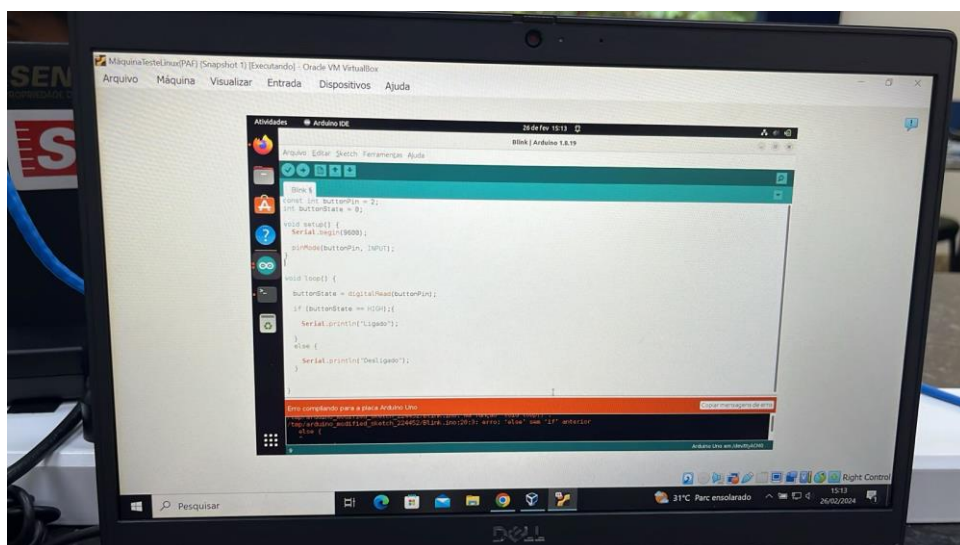 SEN
S
MáquinaTesteLinux(PAF) (Snapshot 1) [Executando] - Oracle VM VirtualBox
Arquivo Máquina Visualizar Entrada Dispositivos Ajuda
Atividades Arduino IDE 26 de fev 15:13
Blink | Arduino 1.8.19
Arquivo Editar Sketch Ferramentas Ajuda
Blink §
const int buttonPin = 2;
int buttonState = 0;
void setup() {
Serial.begin(9600);
pinMode(buttonPin, INPUT);
}
void loop() {
buttonState = digitalRead(buttonPin);
if (buttonState == HIGH);{
Serial.println("Ligado");
}
else {
Serial.println("Desligado");
}
}
Erro compilando para a placa Arduino Uno
Copiar mensagens de erro
/tmp/arduino_modified_sketch_224452/Blink.ino:20:3: erro: "else" sem "if" anterior
else {
^
Arduino Uno em /dev/ttyACM0
Right Control
Pesquisar
31°C Parc ensolarado
15:13
26/02/2024
DELL